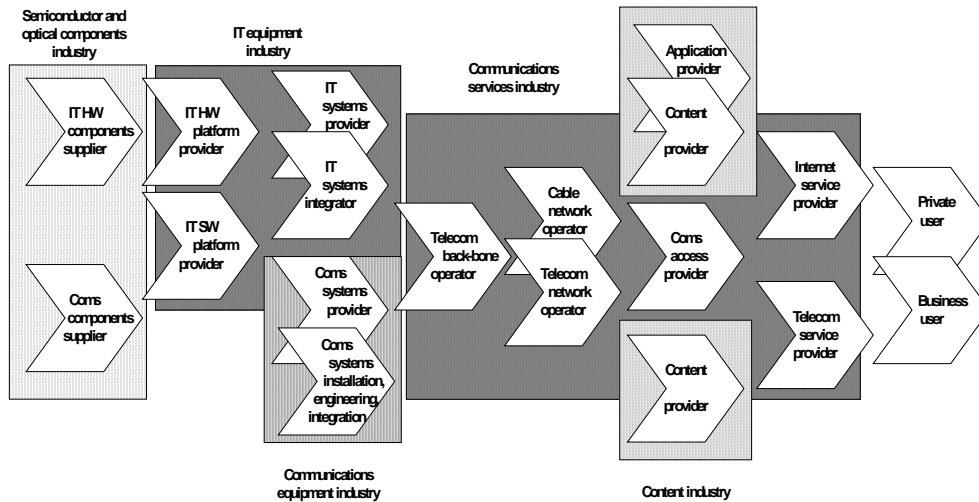 Semiconductor and
optical components
industry
IT equipment
industry
Communications
services industry
Application
provider
Content
provider
IT HW
components
supplier
IT HW
platform
provider
IT
systems
provider
IT
systems
integrator
Internet
service
provider
IT SW
platform
provider
Cable
network
operator
Private
user
Telecom
back-bone
operator
Coms
access
provider
Coms
components
supplier
Coms
systems
provider
Telecom
network
operator
Telecom
service
provider
Business
user
Coms
systems
installation,
engineering,
integration
Content
provider
Communications
equipment industry
Content industry